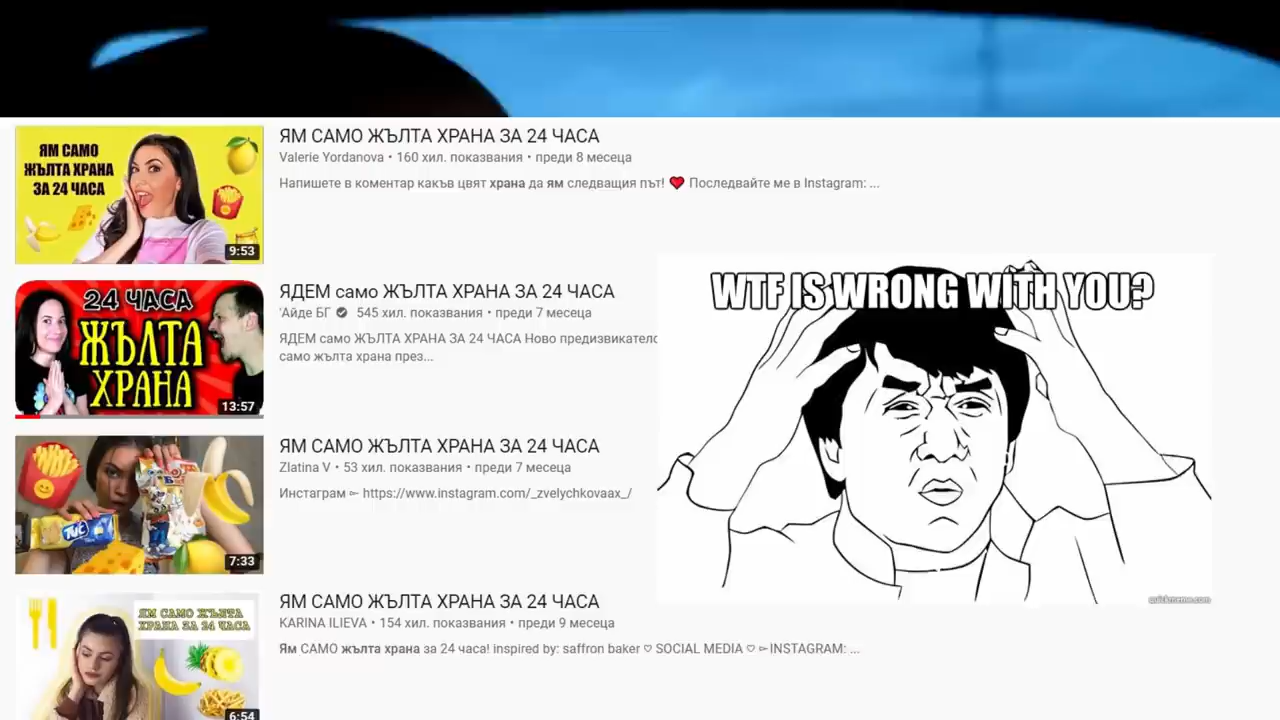 ЯМ САМО
ЖЪЛТА ХРАНА
ЗА 24 ЧАСА
9:53
ЯМ САМО ЖЪЛТА ХРАНА ЗА 24 ЧАСА
Valerie Yordanova • 160 хил. показвания • преди 8 месеца
Напишете в коментар какъв цвят храна да ям следващия път! ❤️ Последвайте ме в Instagram: ...
24 ЧАСА
ЖЪЛТА
ХРАНА
13:57
ЯДЕМ само ЖЪЛТА ХРАНА ЗА 24 ЧАСА
'Айде БГ 545 хил. показвания • преди 7 месеца
ЯДЕМ само ЖЪЛТА ХРАНА ЗА 24 ЧАСА Ново предизвикателс
само жълта храна през...
WTF IS WRONG WITH YOU?
TUC
7:33
ЯМ САМО ЖЪЛТА ХРАНА ЗА 24 ЧАСА
Zlatina V • 53 хил. показвания • преди 7 месеца
Инстаграм ➳ https://www.instagram.com/_zvelychkovaax_/
quickmeme.com
ЯМ САМО ЖЪЛТА
ХРАНА ЗА 24 ЧАСА
6:54
ЯМ САМО ЖЪЛТА ХРАНА ЗА 24 ЧАСА
KARINA ILIEVA • 154 хил. показвания • преди 9 месеца
Ям САМО жълта храна за 24 часа! inspired by: saffron baker ♡ SOCIAL MEDIA ♡ ➳INSTAGRAM: ...